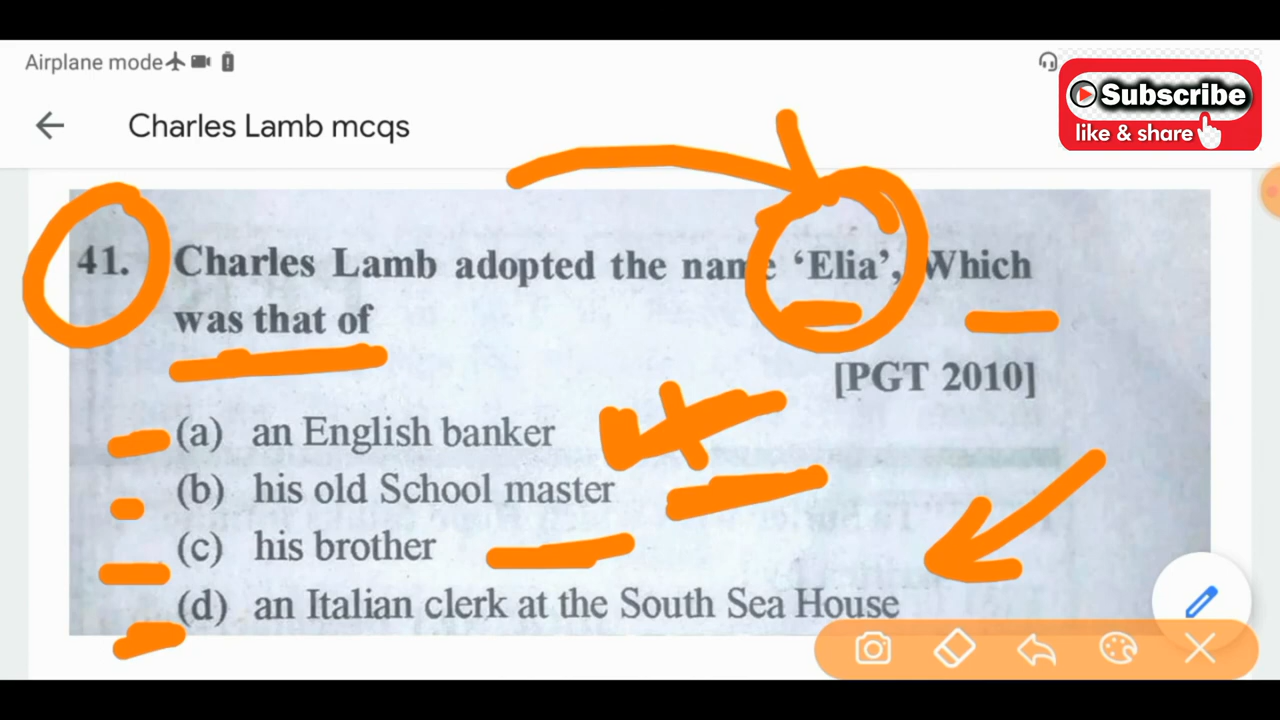 Airplane mode
Subscribe
like & share
Charles Lamb mcqs
41. Charles Lamb adopted the name ‘Elia’, Which
was that of
[PGT 2010]
(a) an English banker
(b) his old School master
(c) his brother
(d) an Italian clerk at the South Sea House